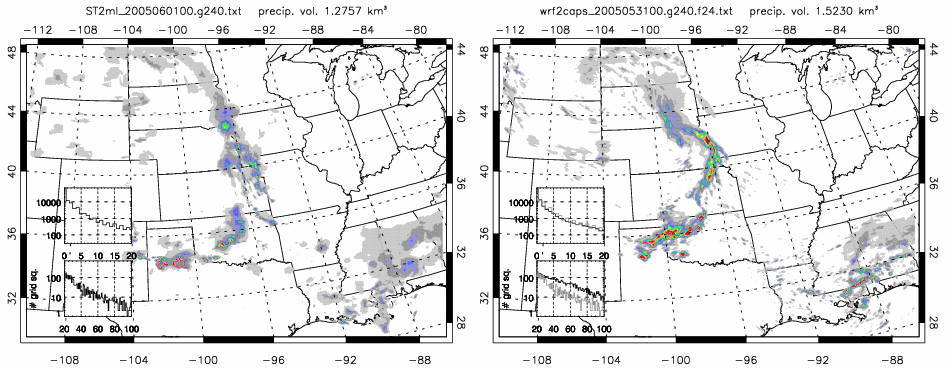 ST2ml_2005060100.g240.txt precip. vol. 1.2757 km³
−112 −108 −104 −100 −96 −92 −88 −84 −80
48 44 40 36 32
44 40 36 32 28
10000
1000
100
0 5 10 15 20
# grid sq.
100
10
1
20 40 60 80 100
−108 −104 −100 −96 −92 −88
wrf2caps_2005053100.g240.f24.txt precip. vol. 1.5230 km³
−112 −108 −104 −100 −96 −92 −88 −84 −80
48 44 40 36 32
44 40 36 32 28
10000
1000
100
0 5 10 15 20
# grid sq.
100
10
1
20 40 60 80 100
−108 −104 −100 −96 −92 −88